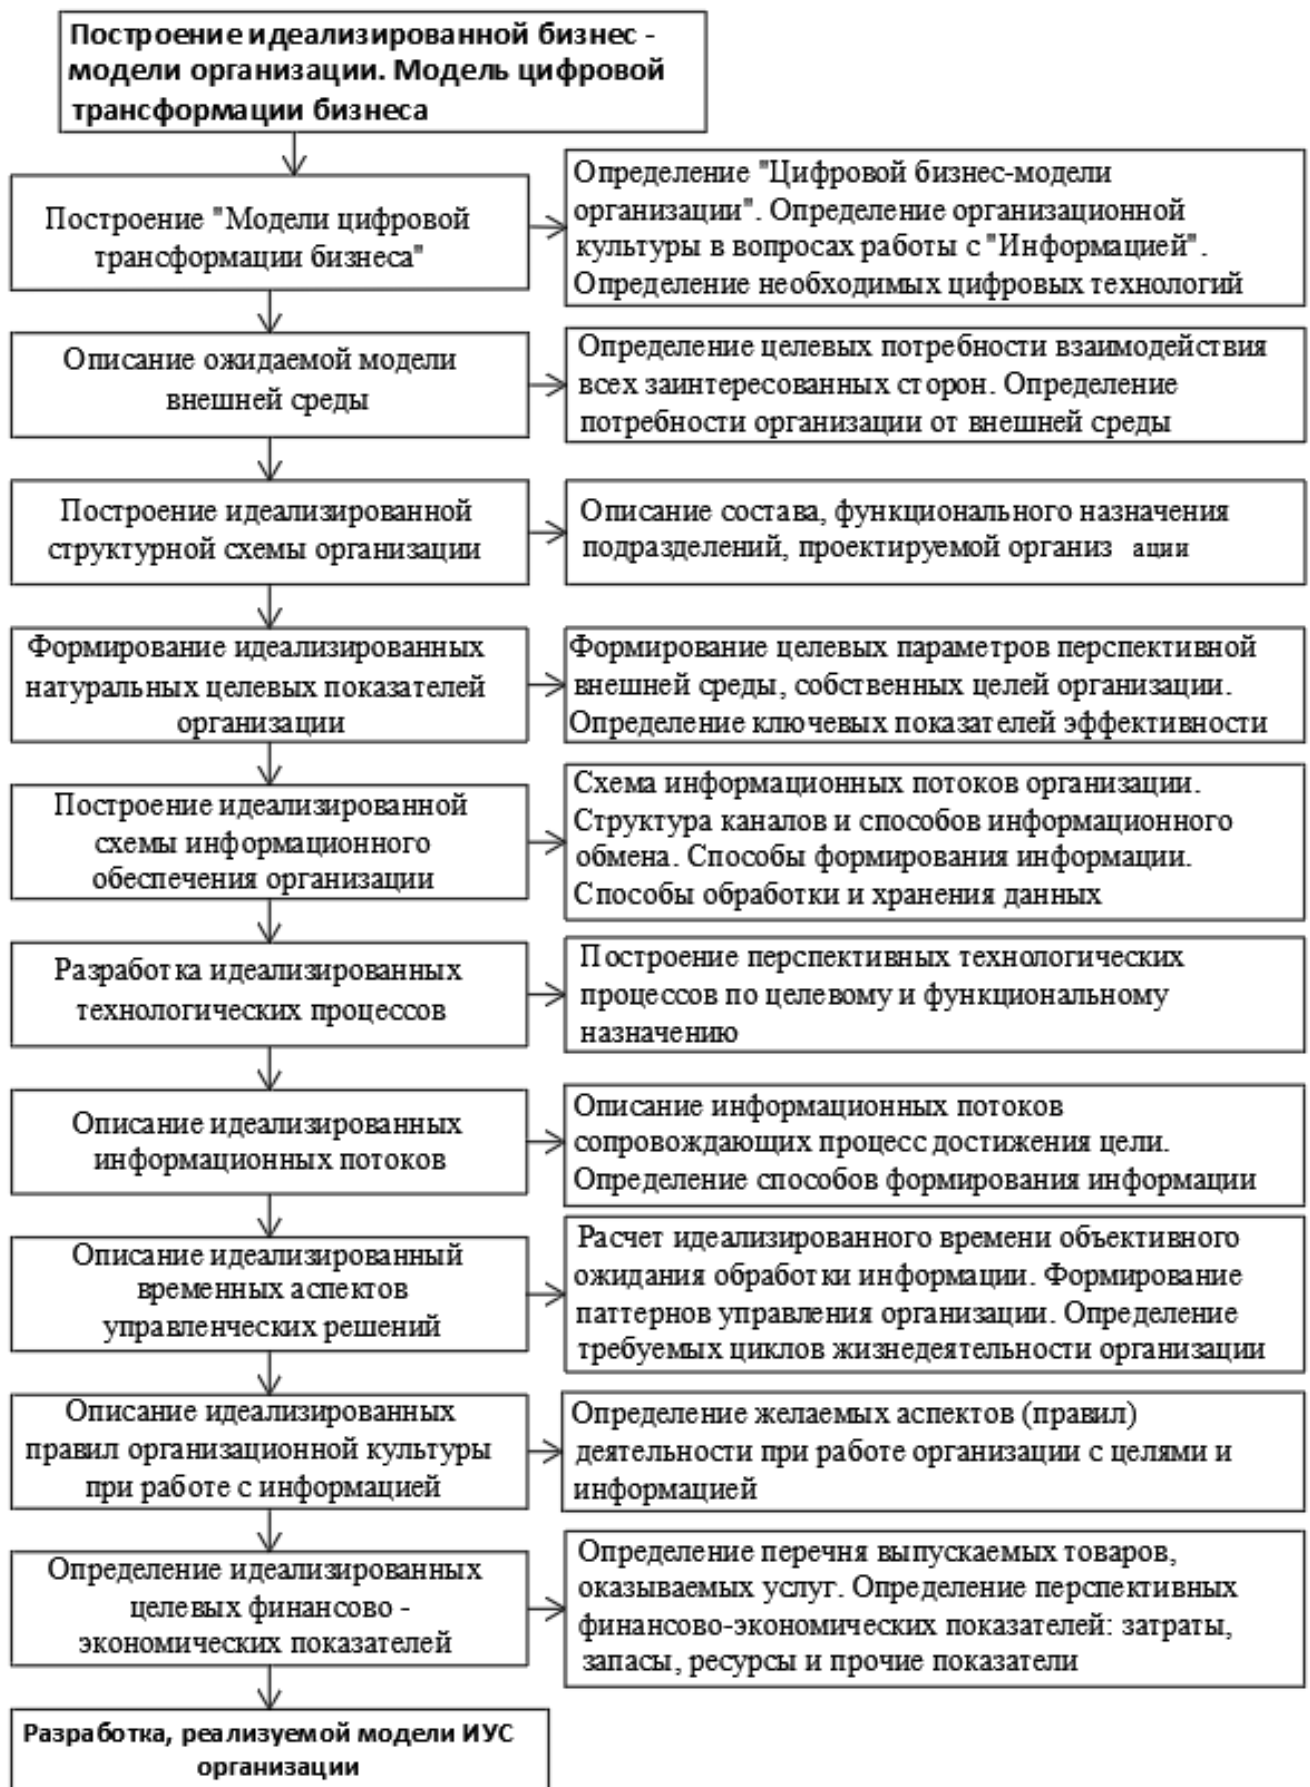 Построение идеализированной бизнес -
модели организации. Модель цифровой
трансформации бизнеса
Построение "Модели цифровой
трансформации бизнеса"
Определение "Цифровой бизнес-модели
организации". Определение организационной
культуры в вопросах работы с "Информацией".
Определение необходимых цифровых технологий
Описание ожидаемой модели
внешней среды
Определение целевых потребности взаимодействия
всех заинтересованных сторон. Определение
потребности организации от внешней среды
Построение идеализированной
структурной схемы организации
Описание состава, функционального назначения
подразделений, проектируемой организ ации
Формирование идеализированных
натуральных целевых показателей
организации
Формирование целевых параметров перспективной
внешней среды, собственных целей организации.
Определение ключевых показателей эффективности
Построение идеализированной
схемы информационного
обеспечения организации
Схема информационных потоков организации.
Структура каналов и способов информационного
обмена. Способы формирования информации.
Способы обработки и хранения данных
Разработка идеализированных
технологических процессов
Построение перспективных технологических
процессов по целевому и функциональному
назначению
Описание идеализированных
информационных потоков
Описание информационных потоков
сопровождающих процесс достижения цели.
Определение способов формирования информации
Описание идеализированный
временных аспектов
управленческих решений
Расчет идеализированного времени объективного
ожидания обработки информации. Формирование
паттернов управления организации. Определение
требуемых циклов жизнедеятельности организации
Описание идеализированных
правил организационной культуры
при работе с информацией
Определение желаемых аспектов (правил)
деятельности при работе организации с целями и
информацией
Определение идеализированных
целевых финансово -
экономических показателей
Определение перечня выпускаемых товаров,
оказываемых услуг. Определение перспективных
финансово-экономических показателей: затраты,
запасы, ресурсы и прочие показатели
Разработка, реализуемой модели ИУС
организации